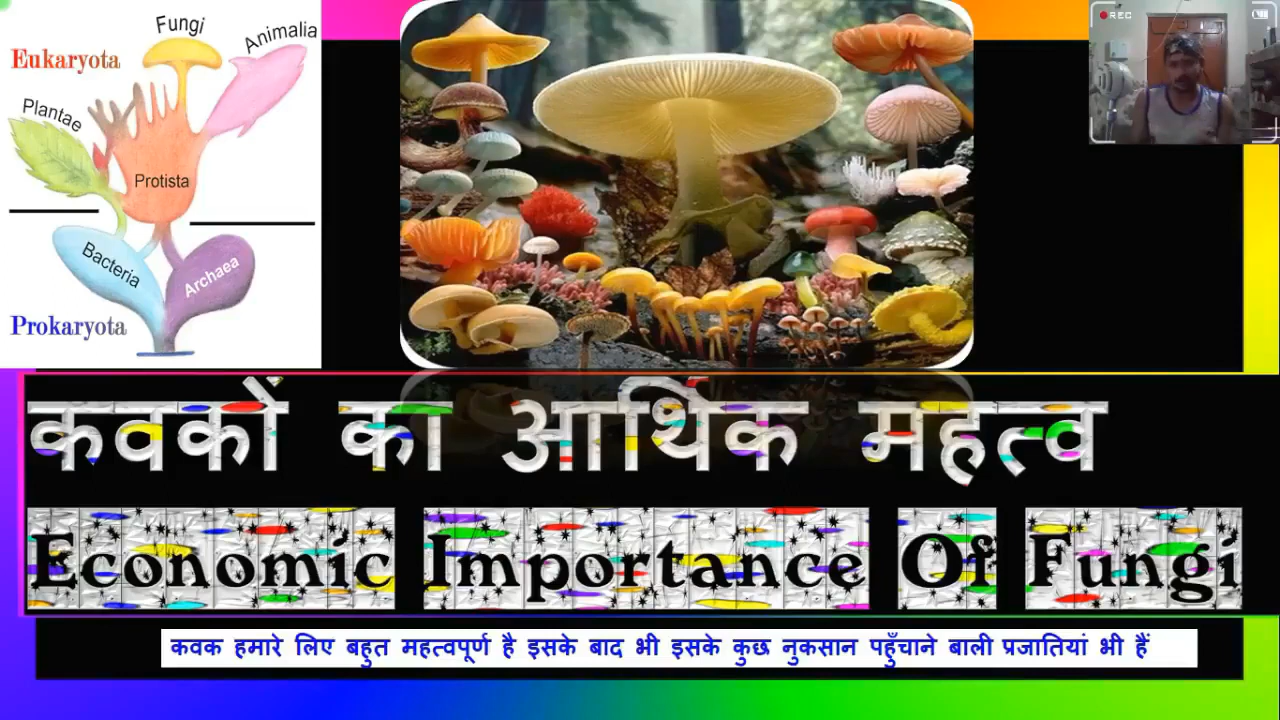 Fungi
Animalia
Eukaryota
Plantae
Protista
Bacteria
Archaea
Prokaryota
REC
कवकों का आर्थिक महत्व
Economic Importance Of Fungi
कवक हमारे लिए बहुत महत्वपूर्ण है इसके बाद भी इसके कुछ नुकसान पहुँचाने बाली प्रजातियां भी हैं